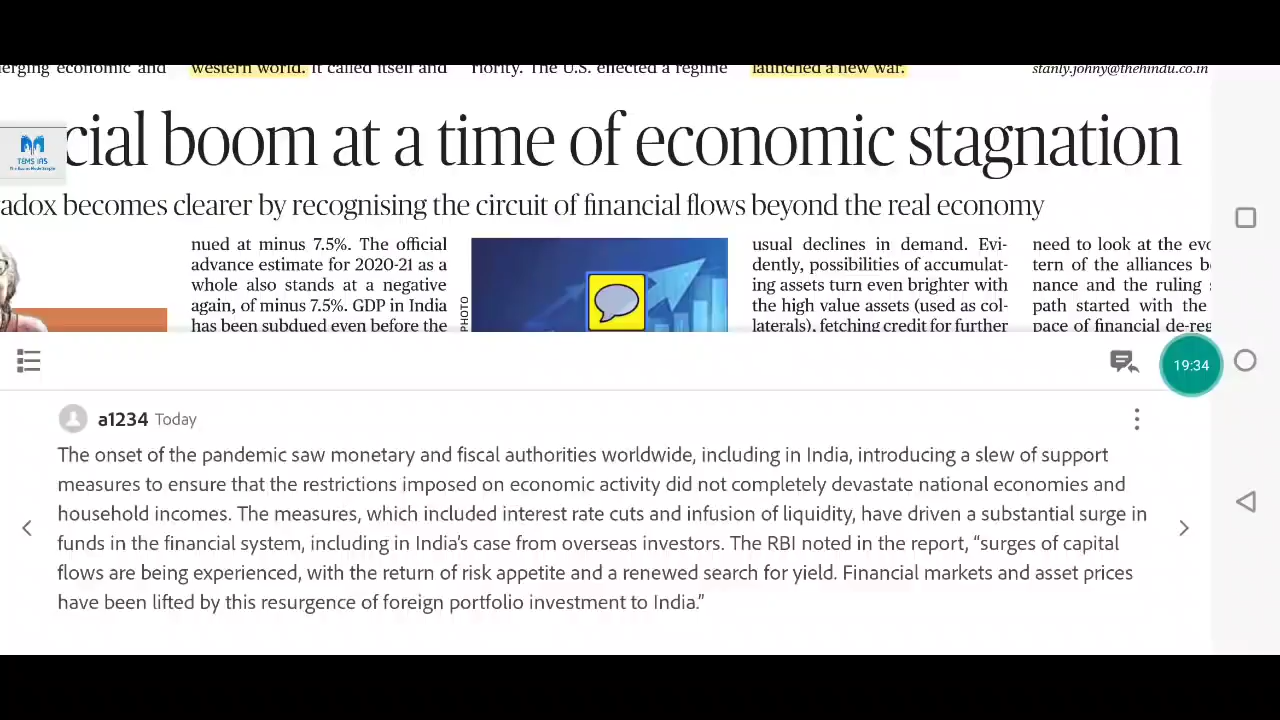 erging economic and
western world. It called itself and
riority. The U.S. effected a regime
launched a new war.
stanly.johny@thehindu.co.in
cial boom at a time of economic stagnation
adox becomes clearer by recognising the circuit of financial flows beyond the real economy
TEMS IAS
nued at minus 7.5%. The official
advance estimate for 2020-21 as a
whole also stands at a negative
again, of minus 7.5%. GDP in India
has been subdued even before the
PHOTO
usual declines in demand. Evi-
dently, possibilities of accumulat-
ing assets turn even brighter with
the high value assets (used as col-
laterals), fetching credit for further
need to look at the evo
tern of the alliances b
nance and the ruling
path started with the
pace of financial de-reg
19:34
a1234 Today
The onset of the pandemic saw monetary and fiscal authorities worldwide, including in India, introducing a slew of support
measures to ensure that the restrictions imposed on economic activity did not completely devastate national economies and
household incomes. The measures, which included interest rate cuts and infusion of liquidity, have driven a substantial surge in
funds in the financial system, including in India's case from overseas investors. The RBI noted in the report, “surges of capital
flows are being experienced, with the return of risk appetite and a renewed search for yield. Financial markets and asset prices
have been lifted by this resurgence of foreign portfolio investment to India.”